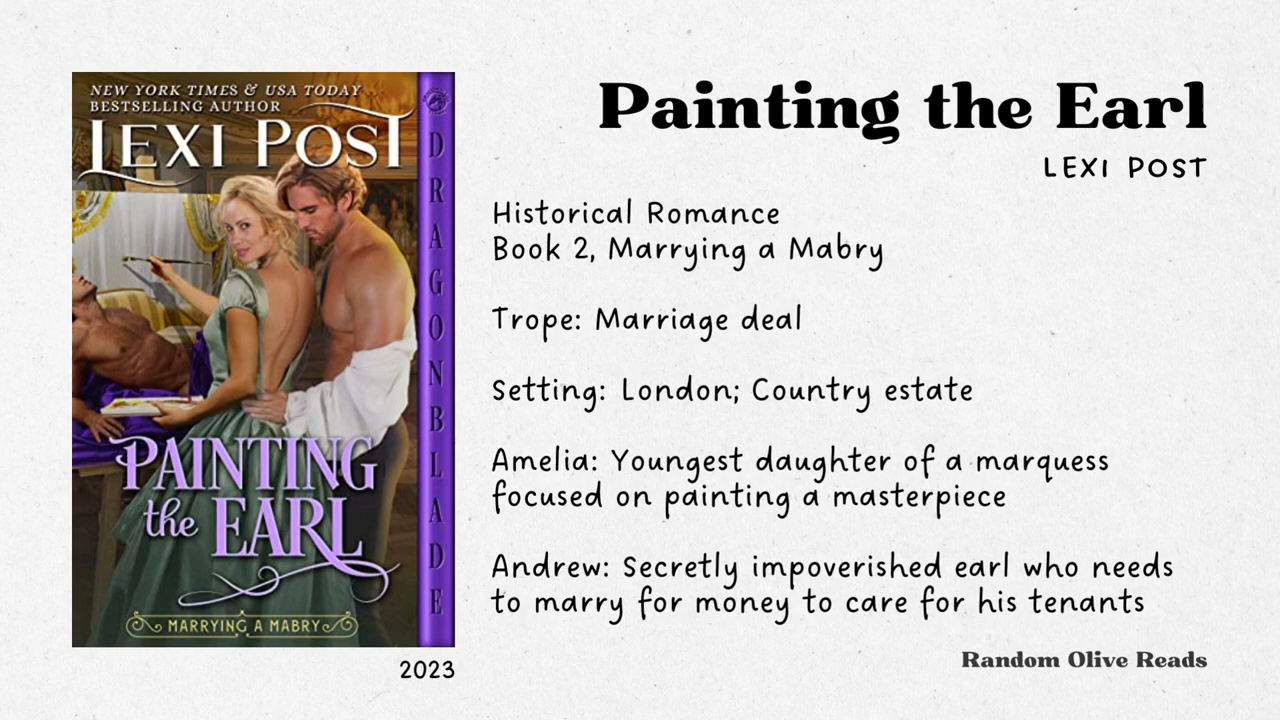 NEW YORK TIMES & USA TODAY
BESTSELLING AUTHOR
LEXI POST
DRAGONBLADE
PAINTING
the EARL
MARRYING A MABRY
2023
Painting the Earl
LEXI POST
Historical Romance
Book 2, Marrying a Mabry
Trope: Marriage deal
Setting: London; Country estate
Amelia: Youngest daughter of a marquess
focused on painting a masterpiece
Andrew: Secretly impoverished earl who needs
to marry for money to care for his tenants
Random Olive Reads